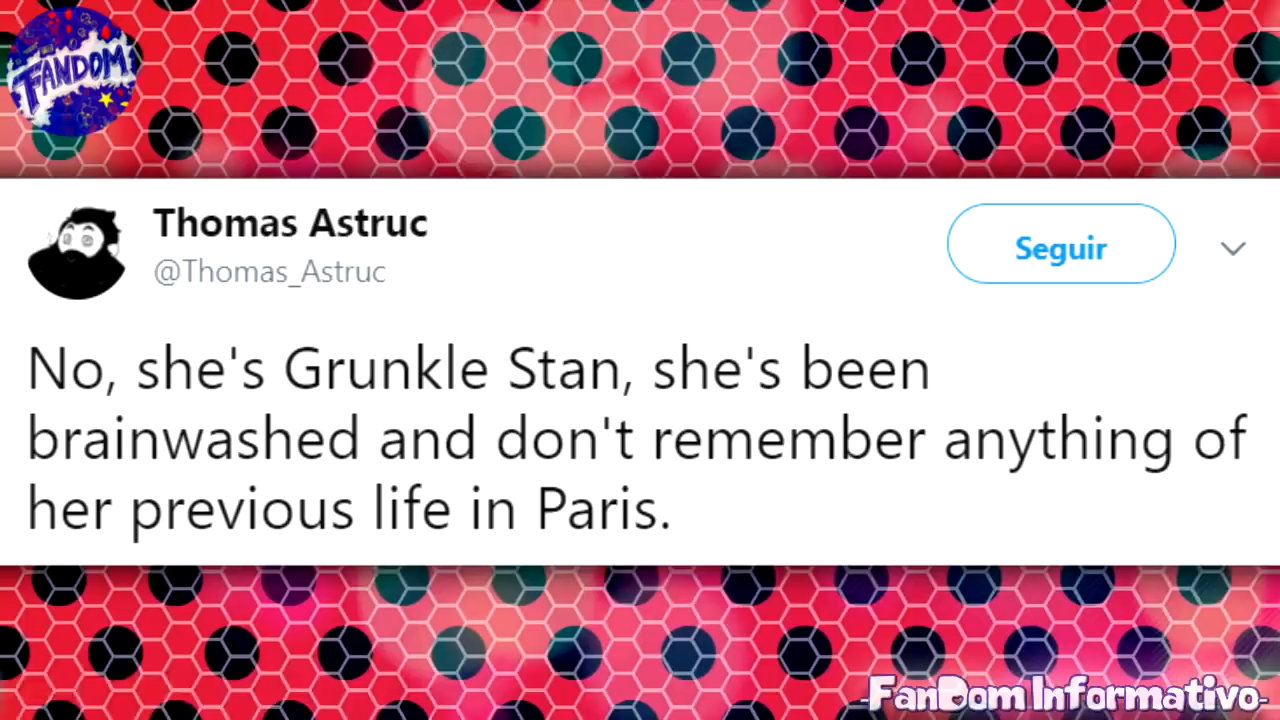 FANDOM
Thomas Astruc
@Thomas_Astruc
Seguir
No, she's Grunkle Stan, she's been
brainwashed and don't remember anything of
her previous life in Paris.
-FanDom Informativo-